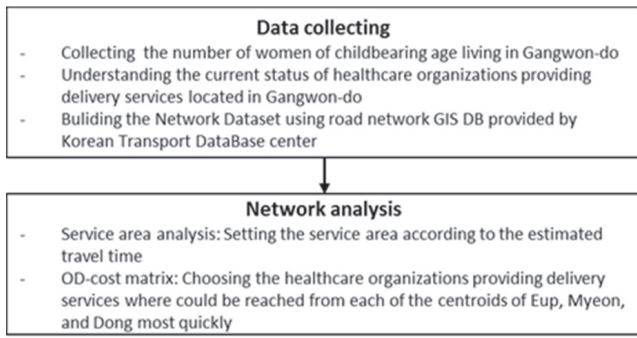 Data collecting
- Collecting the number of women of childbearing age living in Gangwon-do
- Understanding the current status of healthcare organizations providing
delivery services located in Gangwon-do
- Buliding the Network Dataset using road network GIS DB provided by
Korean Transport DataBase center
Network analysis
- Service area analysis: Setting the service area according to the estimated
travel time
- OD-cost matrix: Choosing the healthcare organizations providing delivery
services where could be reached from each of the centroids of Eup, Myeon,
and Dong most quickly